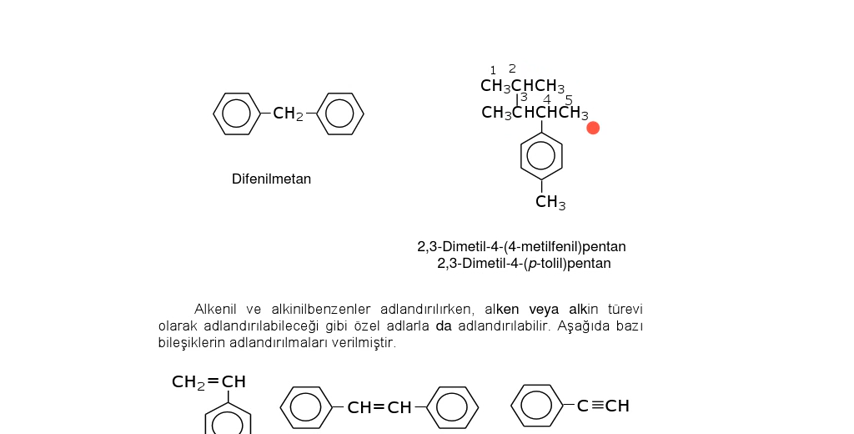 1 2
CH₃CHCH₃
3 4 5
CH₂
CH₃CHCHCH₃
Difenilmetan
CH₃
2,3-Dimetil-4-(4-metilfenil)pentan
2,3-Dimetil-4-(p-tolil)pentan
Alkenil ve alkinilbenzenler adlandırılırken, alken veya alkin türevi
olarak adlandırılabileceği gibi özel adlarla da adlandırılabilir. Aşağıda bazı
bileşiklerin adlandırılmaları verilmiştir.
CH₂=CH
CH=CH
C≡CH